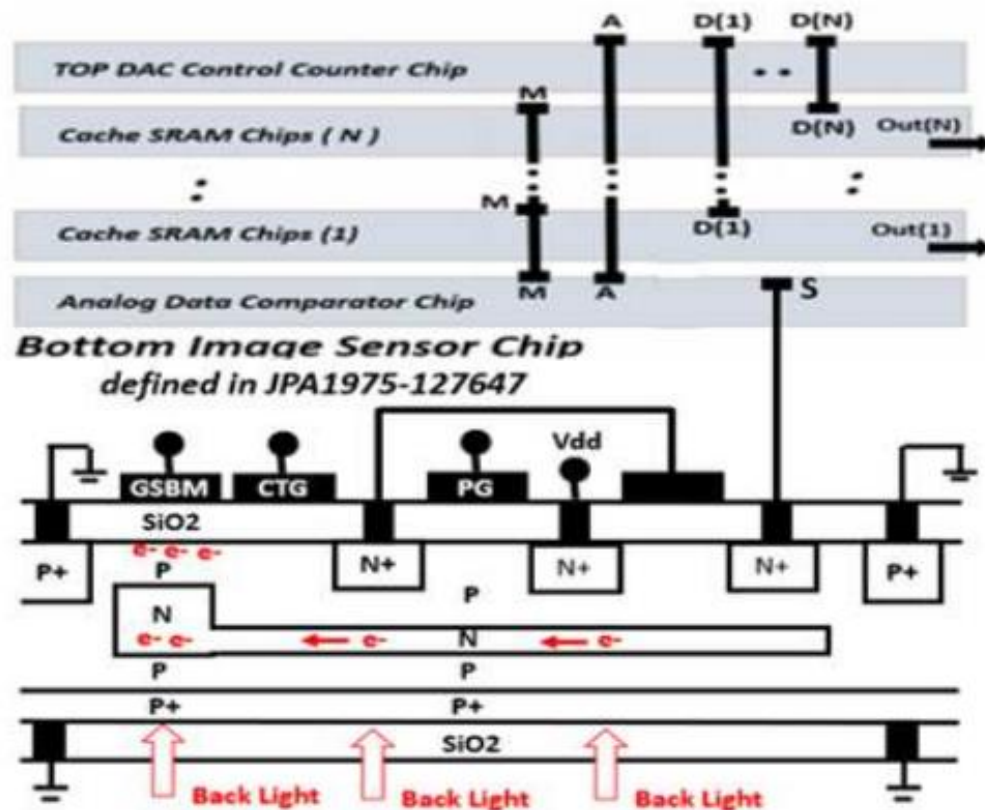 A D(1) D(N)
TOP DAC Control Counter Chip
M
Cache SRAM Chips ( N ) D(N) Out(N)
M
Cache SRAM Chips (1) D(1) Out(1)
Analog Data Comparator Chip M A S
Bottom Image Sensor Chip
defined in JPA1975-127647
Vdd
GSBM CTG PG
SiO2
e- e- e-
P+ P N+ N+ N+ P+
P
N
e- e- e- N e-
P P
P+ P+
SiO2
Back Light Back Light Back Light